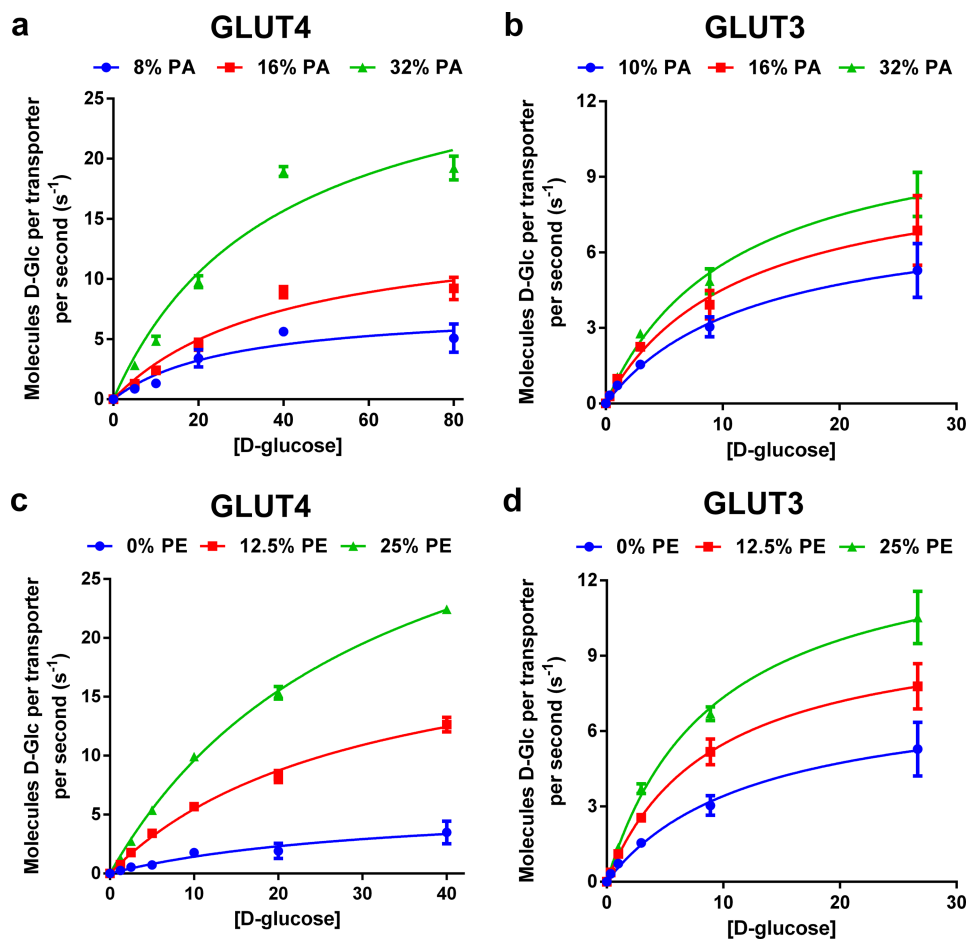 a
GLUT4
8% PA 16% PA 32% PA
Molecules D-Glc per transporter
per second (s⁻¹)
25
20
15
10
5
0
0 20 40 60 80
[D-glucose]
b
GLUT3
10% PA 16% PA 32% PA
Molecules D-Glc per transporter
per second (s⁻¹)
12
9
6
3
0
0 10 20 30
[D-glucose]
c
GLUT4
0% PE 12.5% PE 25% PE
Molecules D-Glc per transporter
per second (s⁻¹)
25
20
15
10
5
0
0 10 20 30 40
[D-glucose]
d
GLUT3
0% PE 12.5% PE 25% PE
Molecules D-Glc per transporter
per second (s⁻¹)
12
9
6
3
0
0 10 20 30
[D-glucose]